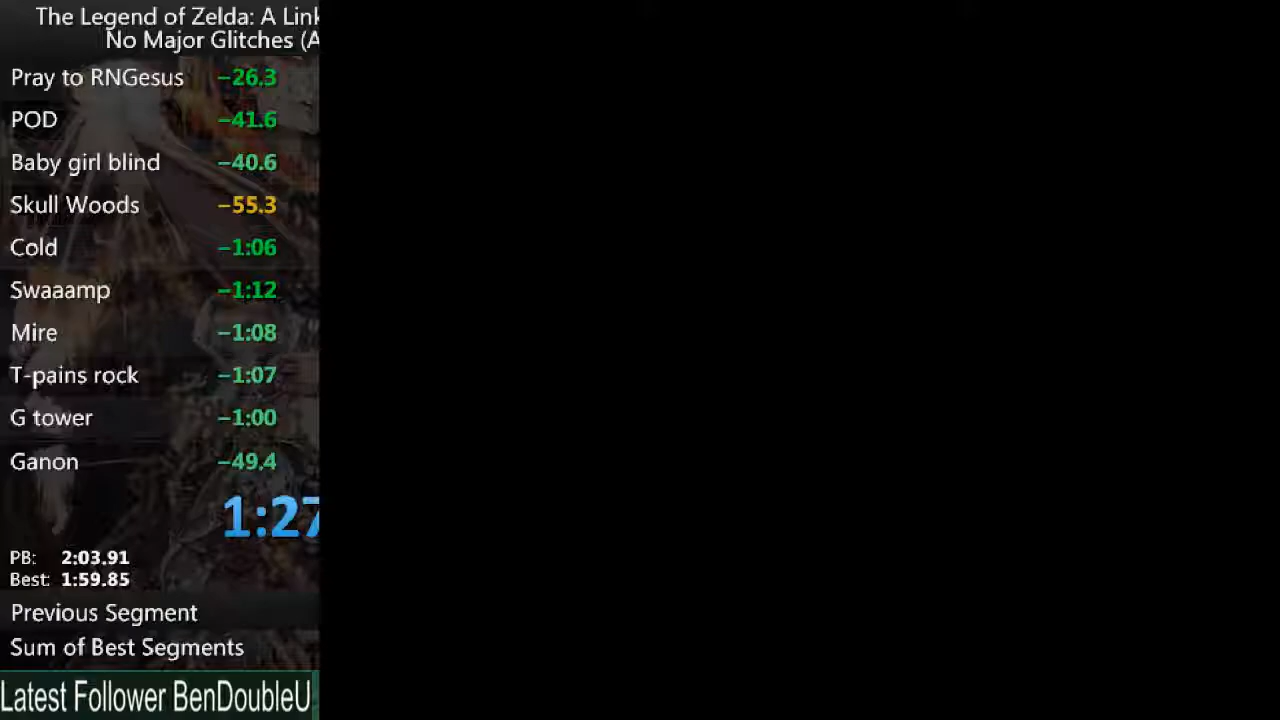 The Legend of Zelda: A Link
No Major Glitches (A
Pray to RNGesus −26.3
POD −41.6
Baby girl blind −40.6
Skull Woods −55.3
Cold −1:06
Swaaamp −1:12
Mire −1:08
T-pains rock −1:07
G tower −1:00
Ganon −49.4
1:27
PB: 2:03.91
Best: 1:59.85
Previous Segment
Sum of Best Segments
Latest Follower BenDoubleU